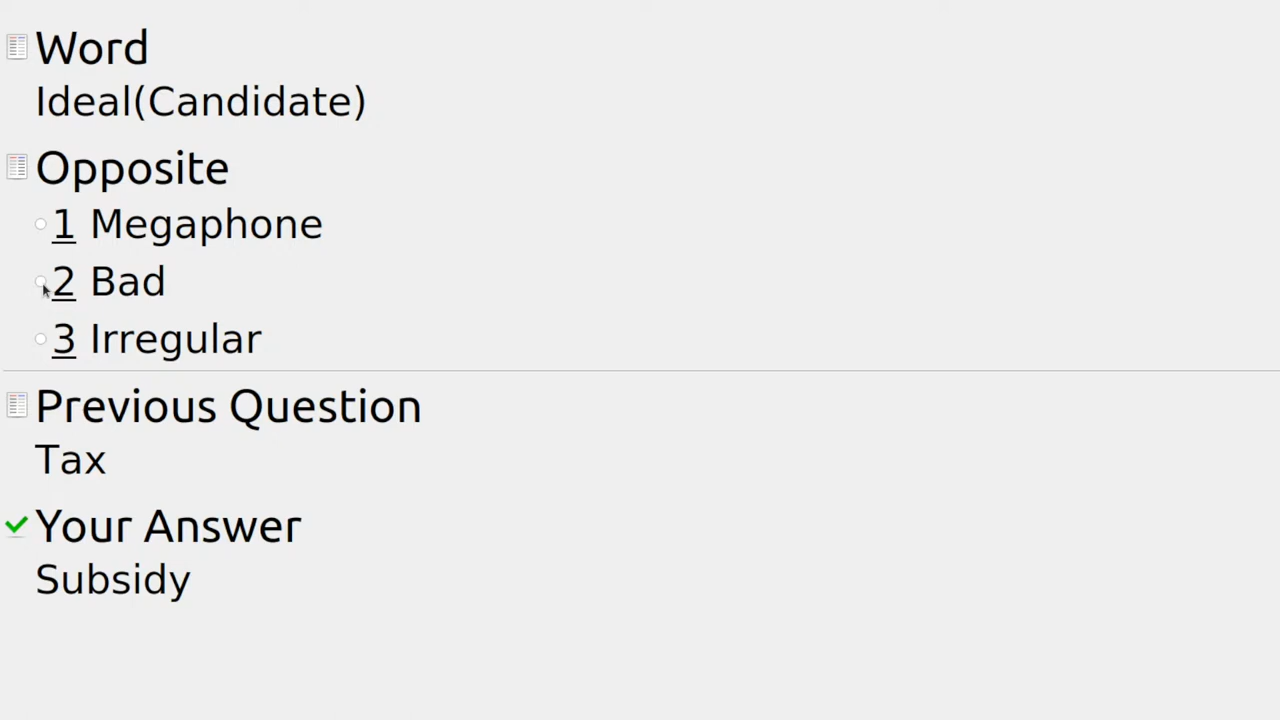 Word
Ideal(Candidate)
Opposite
1 Megaphone
2 Bad
3 Irregular
Previous Question
Tax
Your Answer
Subsidy